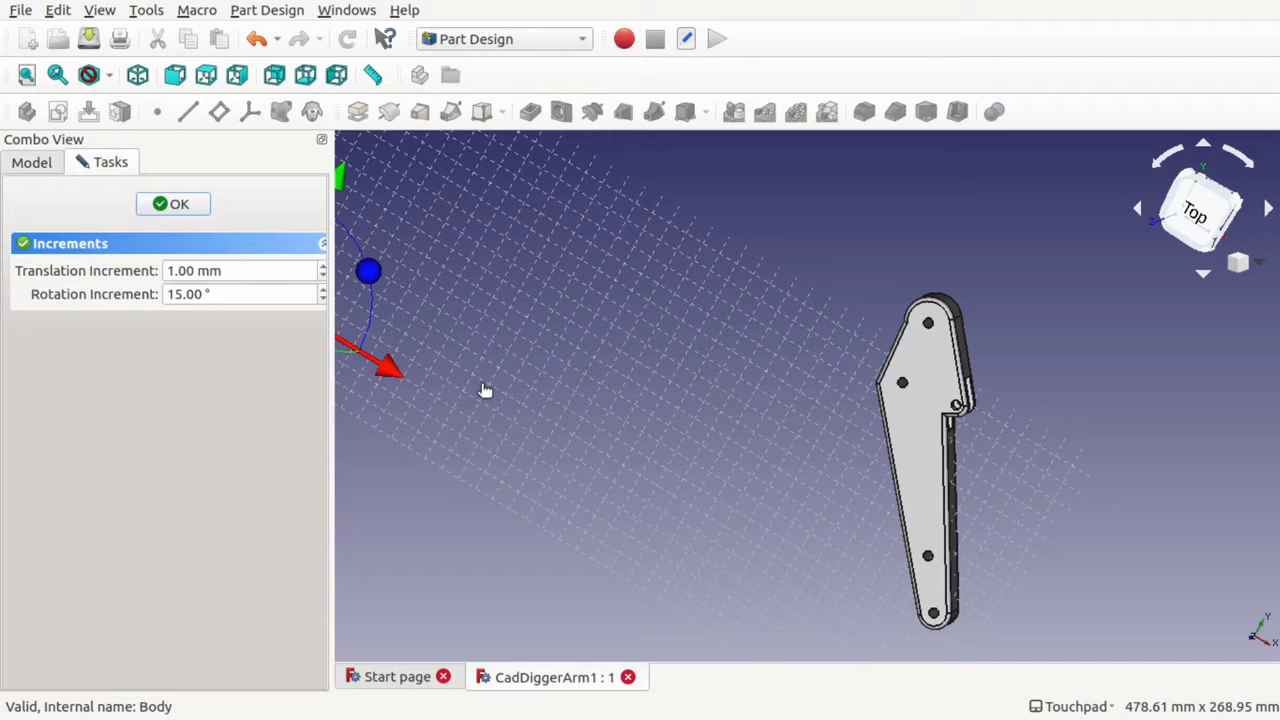 File Edit View Tools Macro Part Design Windows Help
Part Design
Combo View
Model Tasks
OK
Increments
Translation Increment: 1.00 mm
Rotation Increment: 15.00 °
Top
Y
Z
Y
Z
X
Start page CadDiggerArm1 : 1
Valid, Internal name: Body Touchpad 478.61 mm x 268.95 mm